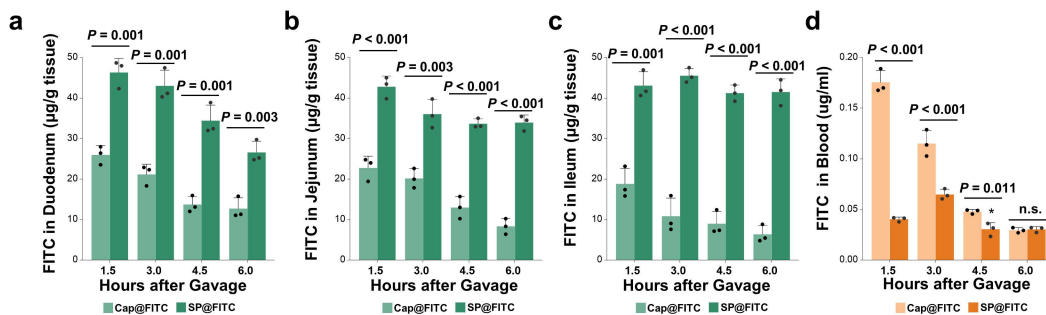 a
P = 0.001
P = 0.001
P = 0.001
P = 0.003
FITC in Duodenum (μg/g tissue)
50
40
30
20
10
0
1.5 3.0 4.5 6.0
Hours after Gavage
Cap@FITC SP@FITC
b
P < 0.001
P = 0.003
P < 0.001
P < 0.001
FITC in Jejunum (μg/g tissue)
50
40
30
20
10
0
1.5 3.0 4.5 6.0
Hours after Gavage
Cap@FITC SP@FITC
c
P = 0.001
P < 0.001
P < 0.001
P < 0.001
FITC in Ileum (μg/g tissue)
50
40
30
20
10
0
1.5 3.0 4.5 6.0
Hours after Gavage
Cap@FITC SP@FITC
d
P < 0.001
P < 0.001
P = 0.011
*
n.s.
FITC in Blood (ug/ml)
0.20
0.15
0.10
0.05
0.00
1.5 3.0 4.5 6.0
Hours after Gavage
Cap@FITC SP@FITC